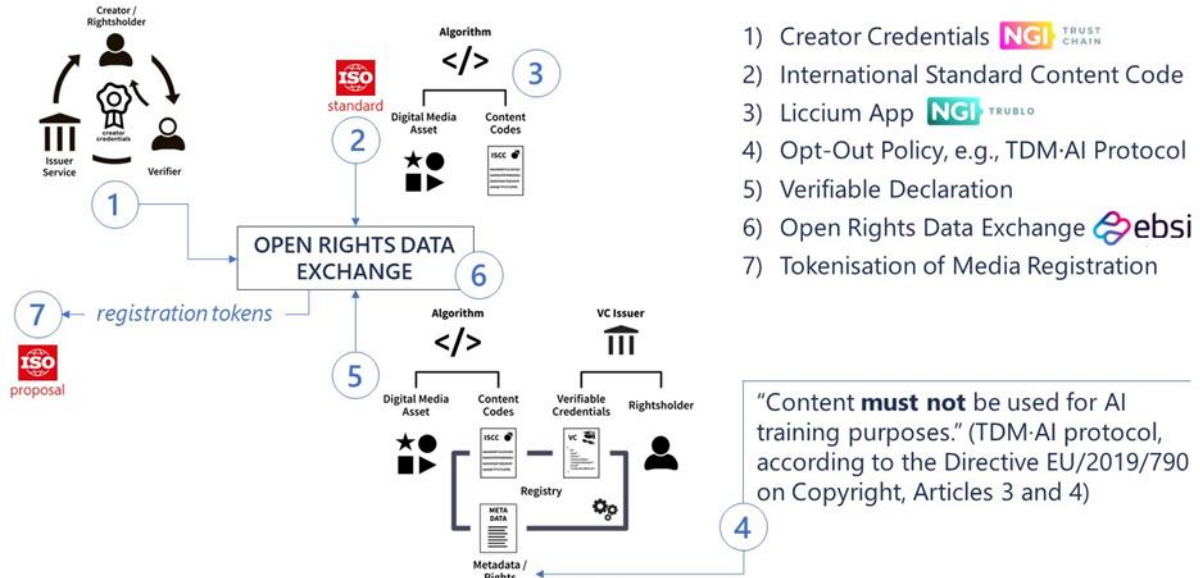 Creator /
Rightsholder
creator
credentials
Issuer
Service
Verifier
1
ISO
standard
2
Algorithm
</>
3
Digital Media
Asset
Content
Codes
ISCC
OPEN RIGHTS DATA
EXCHANGE
6
7
registration tokens
ISO
proposal
5
Algorithm
</>
VC Issuer
Digital Media
Asset
Content
Codes
Verifiable
Credentials
Rightsholder
ISCC
VC
Registry
META
DATA
Metadata /
Rights
4
1) Creator Credentials NGI TRUST CHAIN
2) International Standard Content Code
3) Liccium App NGI TRUBLO
4) Opt-Out Policy, e.g., TDM·AI Protocol
5) Verifiable Declaration
6) Open Rights Data Exchange ebsi
7) Tokenisation of Media Registration
“Content must not be used for AI
training purposes.” (TDM·AI protocol,
according to the Directive EU/2019/790
on Copyright, Articles 3 and 4)